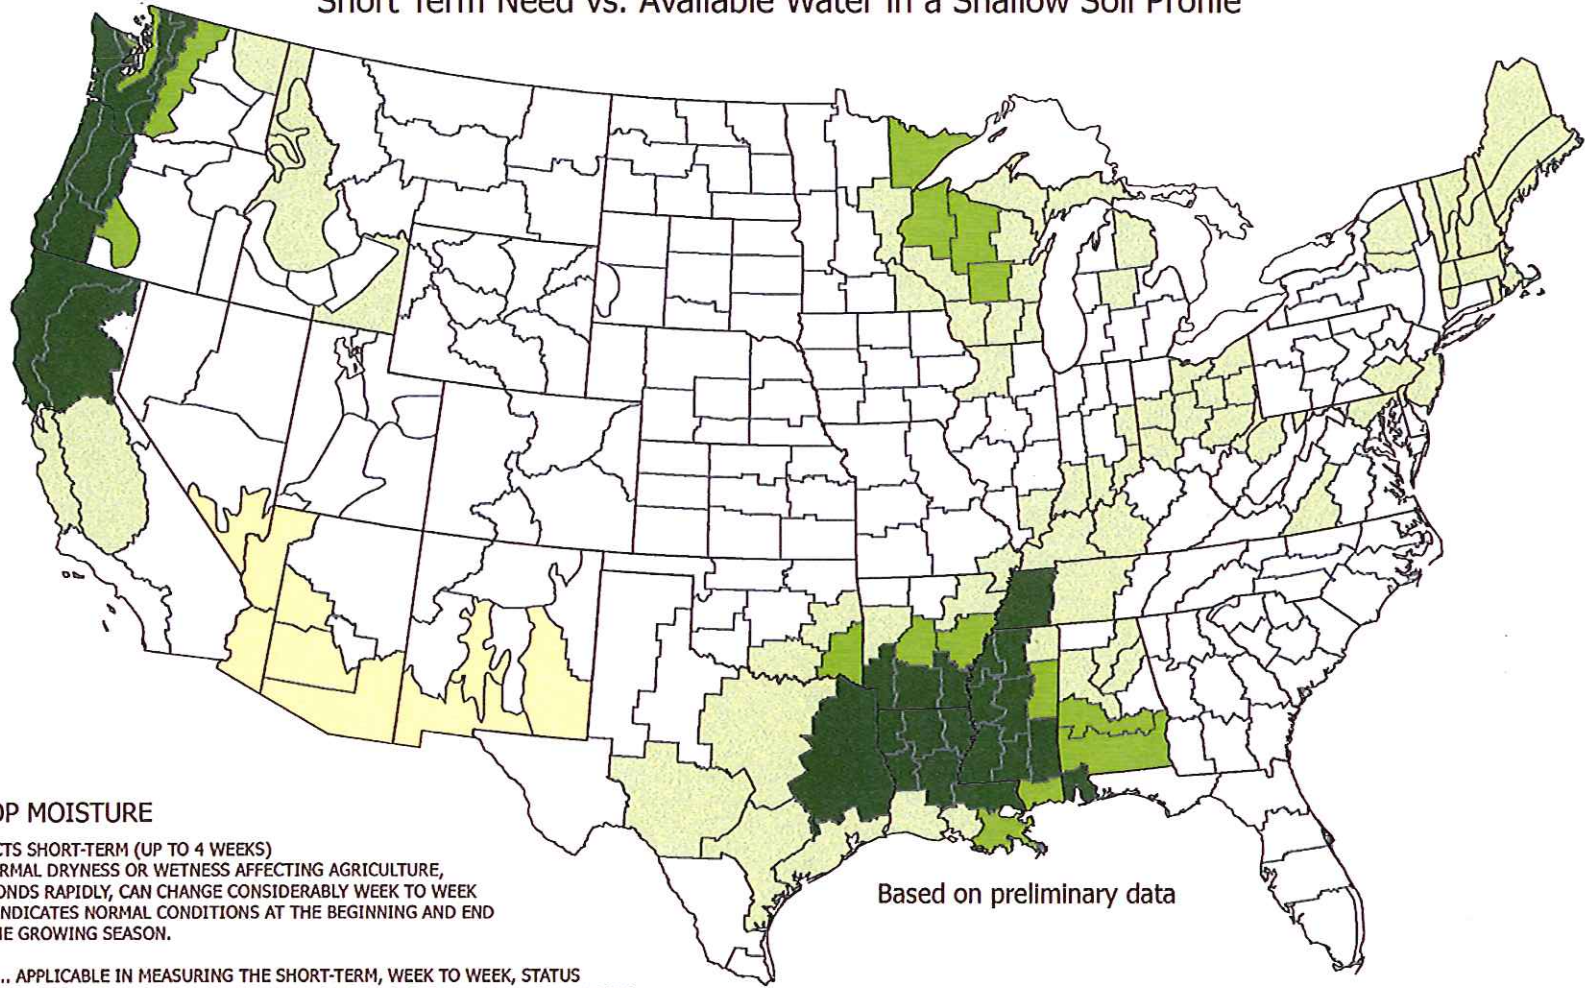 Short Term Need vs. Available Water in a Shallow Soil Profile
Based on preliminary data
OP MOISTURE
CTS SHORT-TERM (UP TO 4 WEEKS)
RMAL DRYNESS OR WETNESS AFFECTING AGRICULTURE,
ONDS RAPIDLY, CAN CHANGE CONSIDERABLY WEEK TO WEEK
INDICATES NORMAL CONDITIONS AT THE BEGINNING AND END
HE GROWING SEASON.
... APPLICABLE IN MEASURING THE SHORT-TERM, WEEK TO WEEK, STATUS